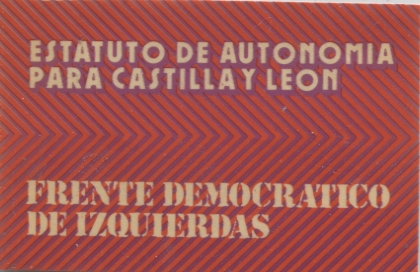 ESTATUTO DE AUTONOMIA
PARA CASTILLA Y LEON
FRENTE DEMOCRATICO
DE IZQUIERDAS